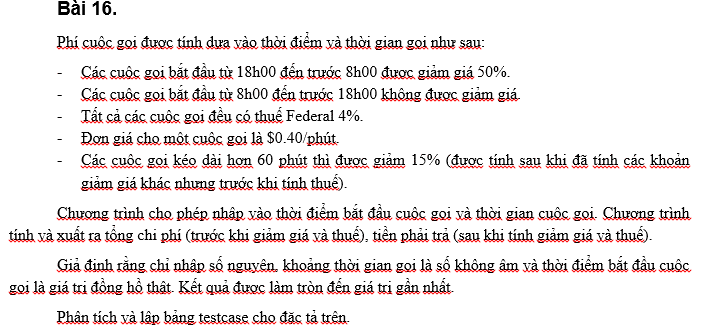 Bài 16.
Phí cuộc gọi được tính dựa vào thời điểm và thời gian gọi như sau:
- Các cuộc gọi bắt đầu từ 18h00 đến trước 8h00 được giảm giá 50%.
- Các cuộc gọi bắt đầu từ 8h00 đến trước 18h00 không được giảm giá.
- Tất cả các cuộc gọi đều có thuế Federal 4%.
- Đơn giá cho một cuộc gọi là $0.40/phút.
- Các cuộc gọi kéo dài hơn 60 phút thì được giảm 15% (được tính sau khi đã tính các khoản
giảm giá khác nhưng trước khi tính thuế).
Chương trình cho phép nhập vào thời điểm bắt đầu cuộc gọi và thời gian cuộc gọi. Chương trình
tính và xuất ra tổng chi phí (trước khi giảm giá và thuế), tiền phải trả (sau khi tính giảm giá và thuế).
Giả định rằng chỉ nhập số nguyên, khoảng thời gian gọi là số không âm và thời điểm bắt đầu cuộc
gọi là giá trị đồng hồ thật. Kết quả được làm tròn đến giá trị gần nhất.
Phân tích và lập bảng testcase cho đặc tả trên.